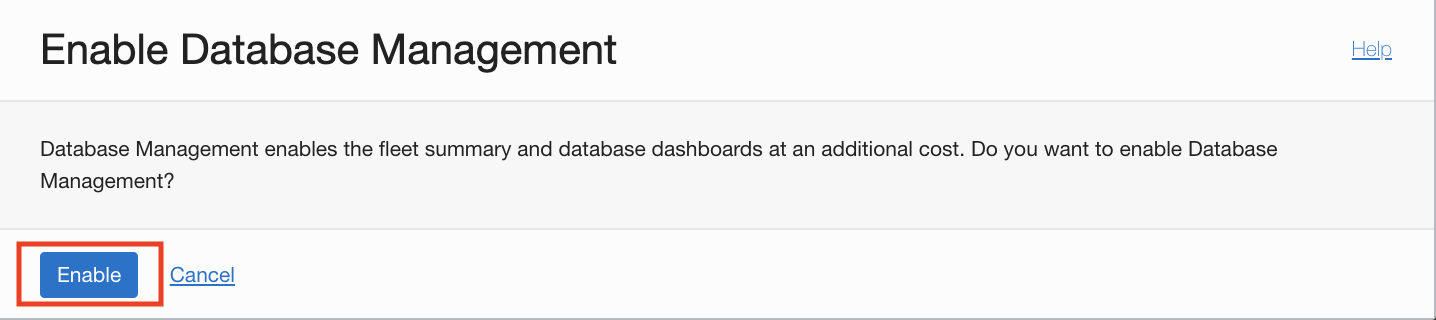 Enable Database Management
Help
Database Management enables the fleet summary and database dashboards at an additional cost. Do you want to enable Database
Management?
Enable
Cancel